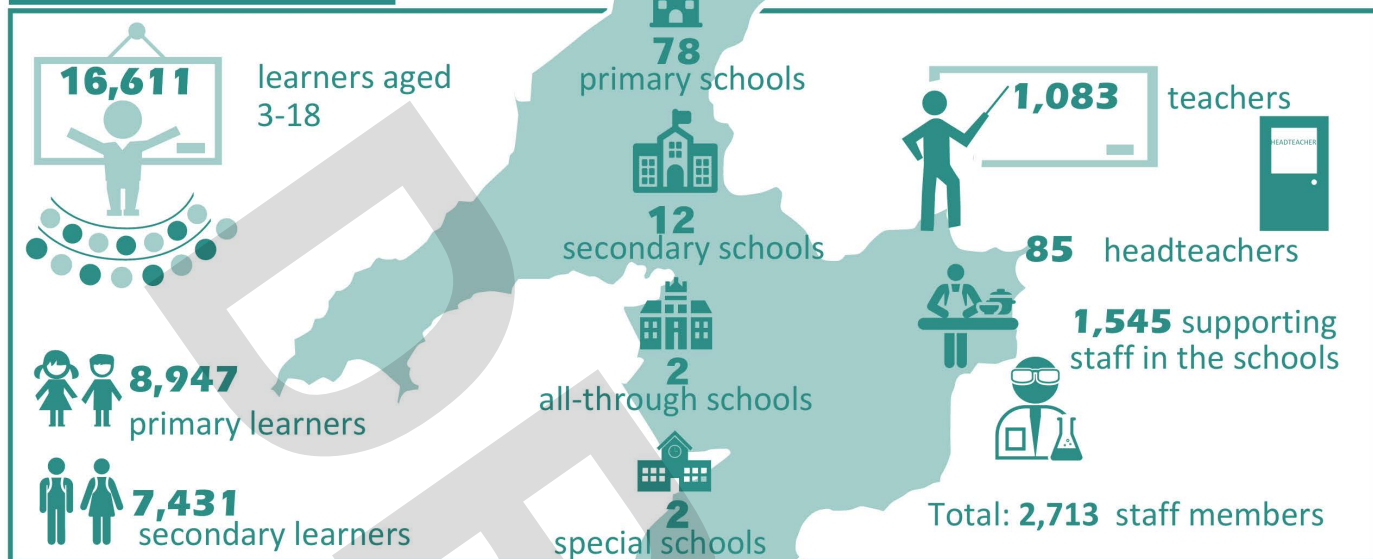 16,611
learners aged
3-18
8,947
primary learners
7,431
secondary learners
78
primary schools
12
secondary schools
2
all-through schools
2
special schools
1,083 teachers
HEADTEACHER
85 headteachers
1,545 supporting
staff in the schools
Total: 2,713 staff members